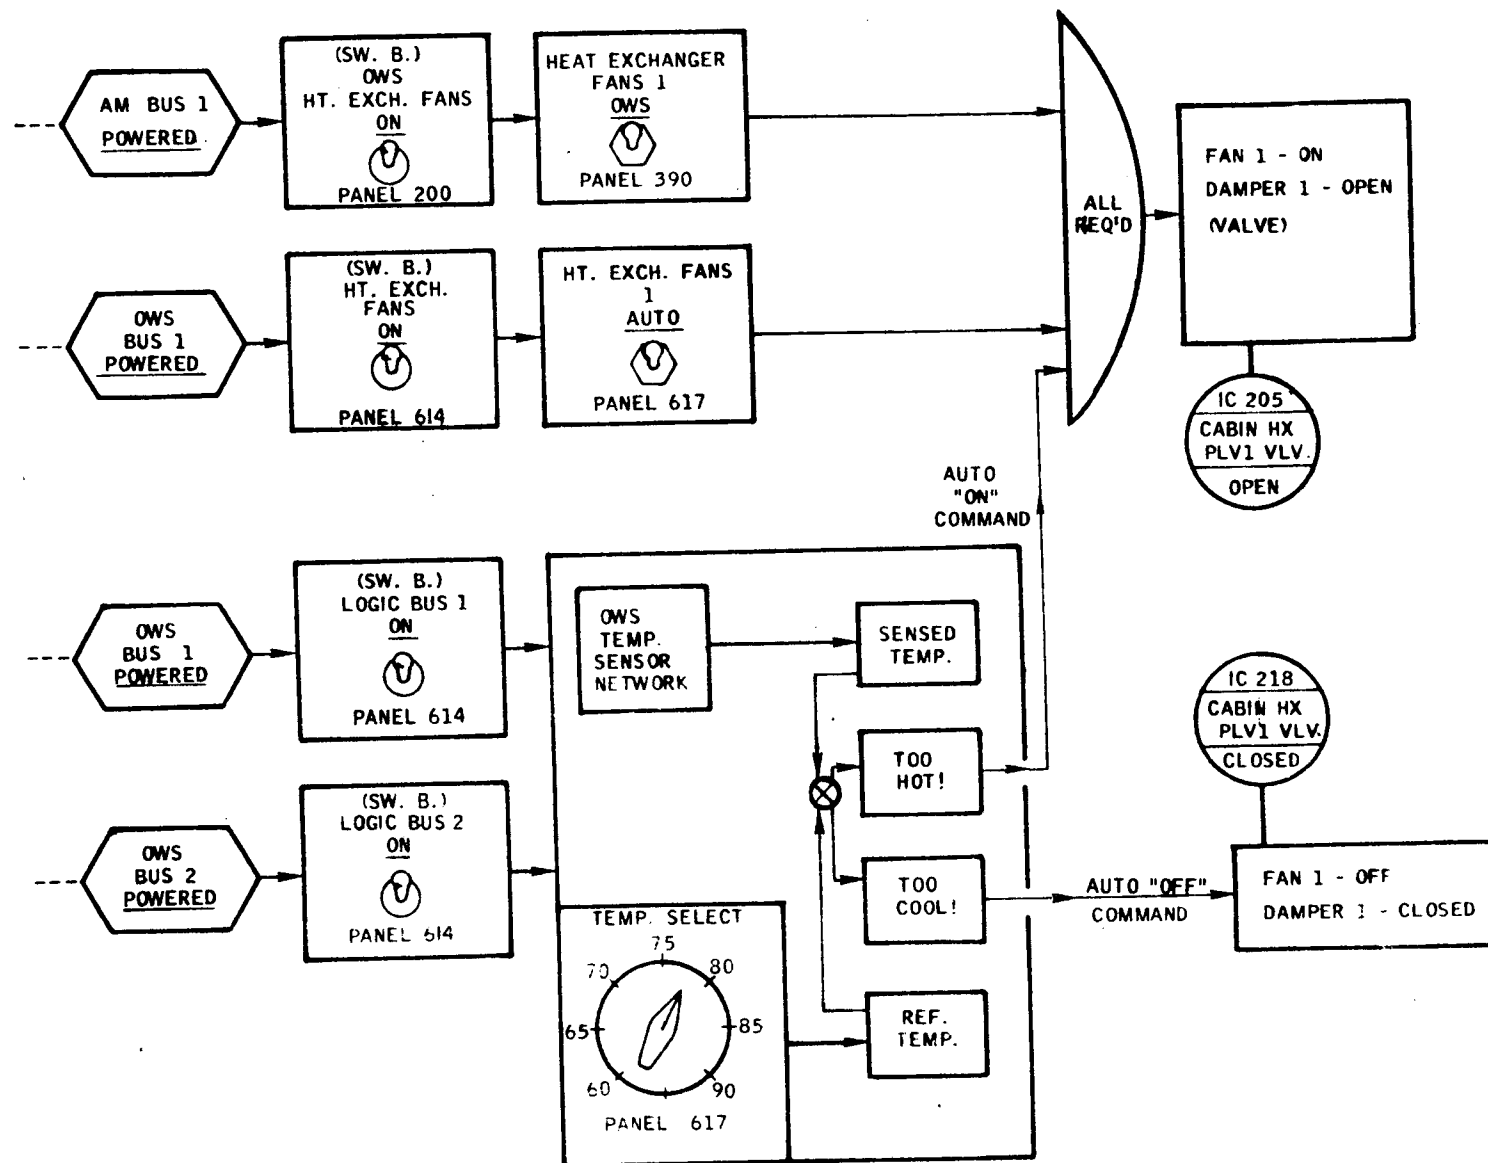 AM BUS 1
POWERED
(SW. B.)
OWS
HT. EXCH. FANS
ON
PANEL 200
HEAT EXCHANGER
FANS 1
OWS
PANEL 390
ALL
REQ'D
FAN 1 - ON
DAMPER 1 - OPEN
(VALVE)
OWS
BUS 1
POWERED
(SW. B.)
HT. EXCH.
FANS
ON
PANEL 614
HT. EXCH. FANS
1
AUTO
PANEL 617
IC 205
CABIN HX
PLV1 VLV.
OPEN
AUTO
"ON"
COMMAND
OWS
BUS 1
POWERED
(SW. B.)
LOGIC BUS 1
ON
PANEL 614
OWS
TEMP.
SENSOR
NETWORK
SENSED
TEMP.
TOO
HOT!
IC 218
CABIN HX
PLV1 VLV.
CLOSED
OWS
BUS 2
POWERED
(SW. B.)
LOGIC BUS 2
ON
PANEL 614
TOO
COOL!
AUTO "OFF"
COMMAND
FAN 1 - OFF
DAMPER 1 - CLOSED
TEMP. SELECT
75
70
80
65
85
60
90
PANEL 617
REF.
TEMP.